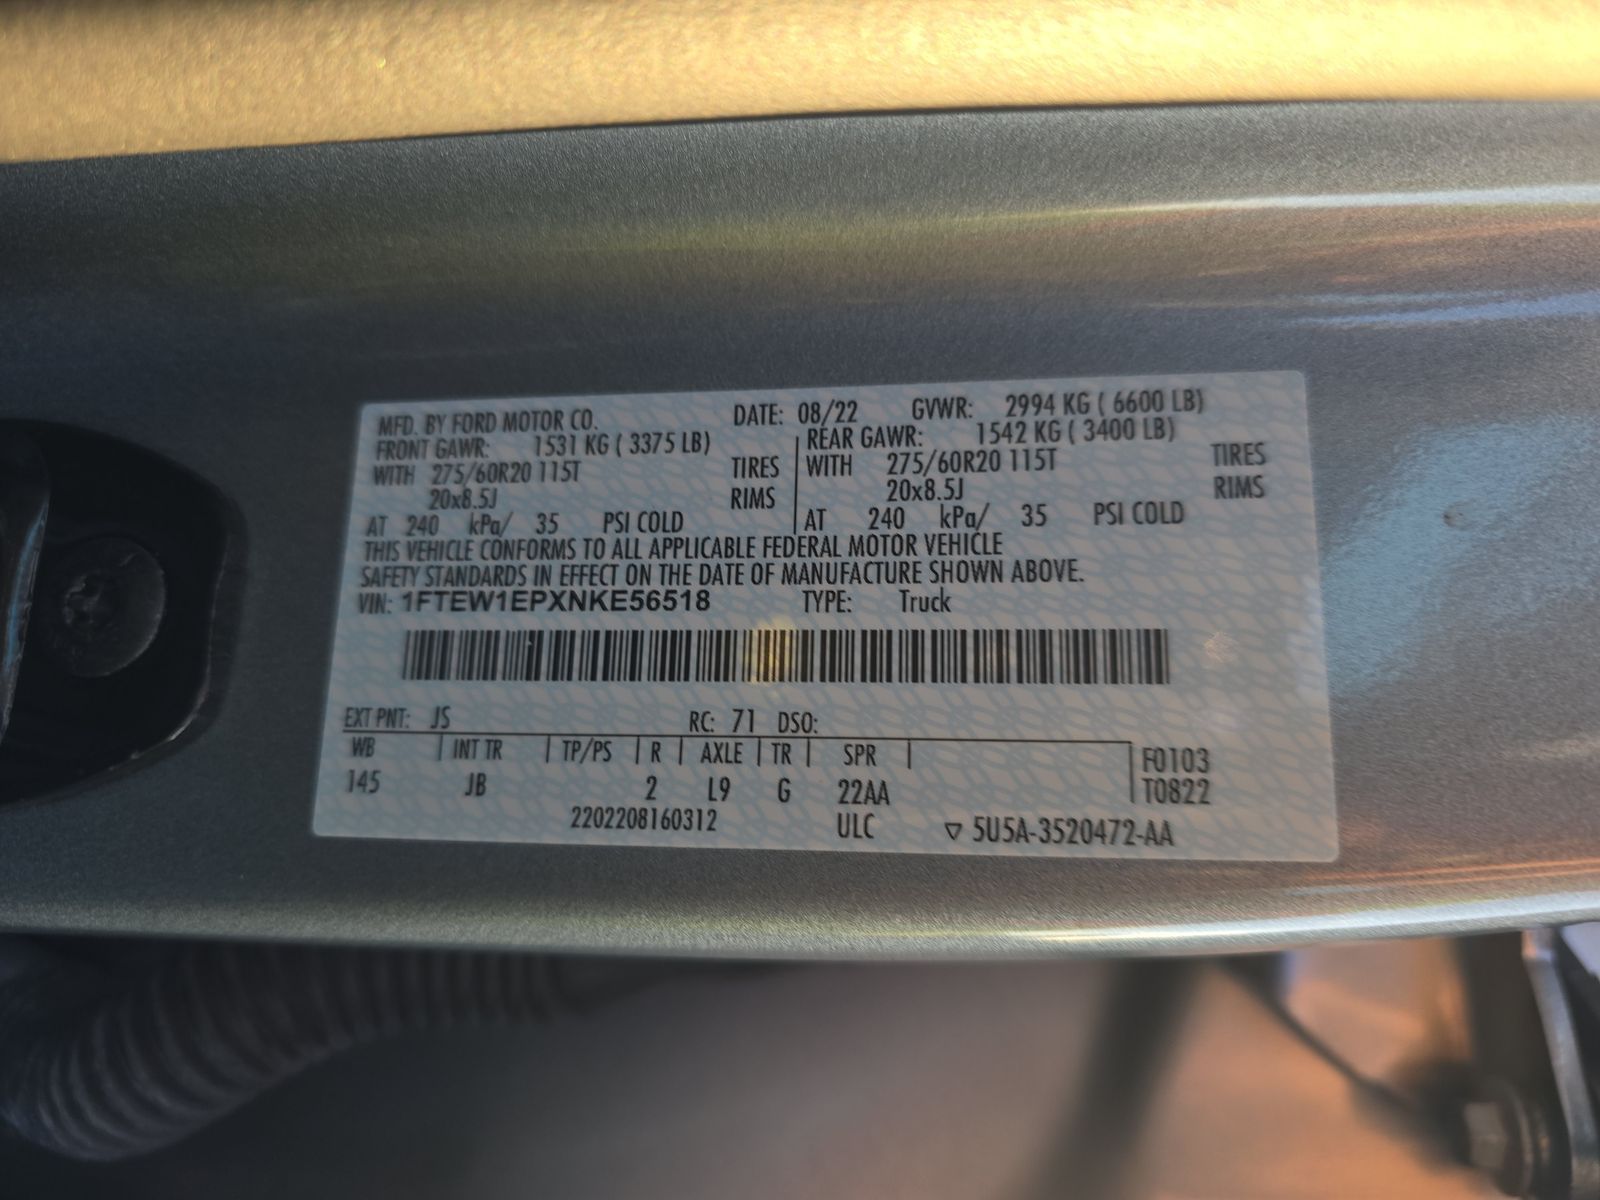 MFD. BY FORD MOTOR CO. DATE: 08/22 GVWR: 2994 KG ( 6600 LB)
FRONT GAWR: 1531 KG ( 3375 LB) REAR GAWR: 1542 KG ( 3400 LB)
WITH 275/60R20 115T TIRES WITH 275/60R20 115T TIRES
20x8.5J RIMS 20x8.5J RIMS
AT 240 kPa/ 35 PSI COLD AT 240 kPa/ 35 PSI COLD
THIS VEHICLE CONFORMS TO ALL APPLICABLE FEDERAL MOTOR VEHICLE
SAFETY STANDARDS IN EFFECT ON THE DATE OF MANUFACTURE SHOWN ABOVE.
VIN: 1FTEW1EPXNKE56518 TYPE: Truck
EXT PNT: JS RC: 71 DSO:
WB INT TR TP/PS R AXLE TR SPR F0103
145 JB 2 L9 G 22AA T0822
2202208160312 ULC ▽ 5U5A-3520472-AA